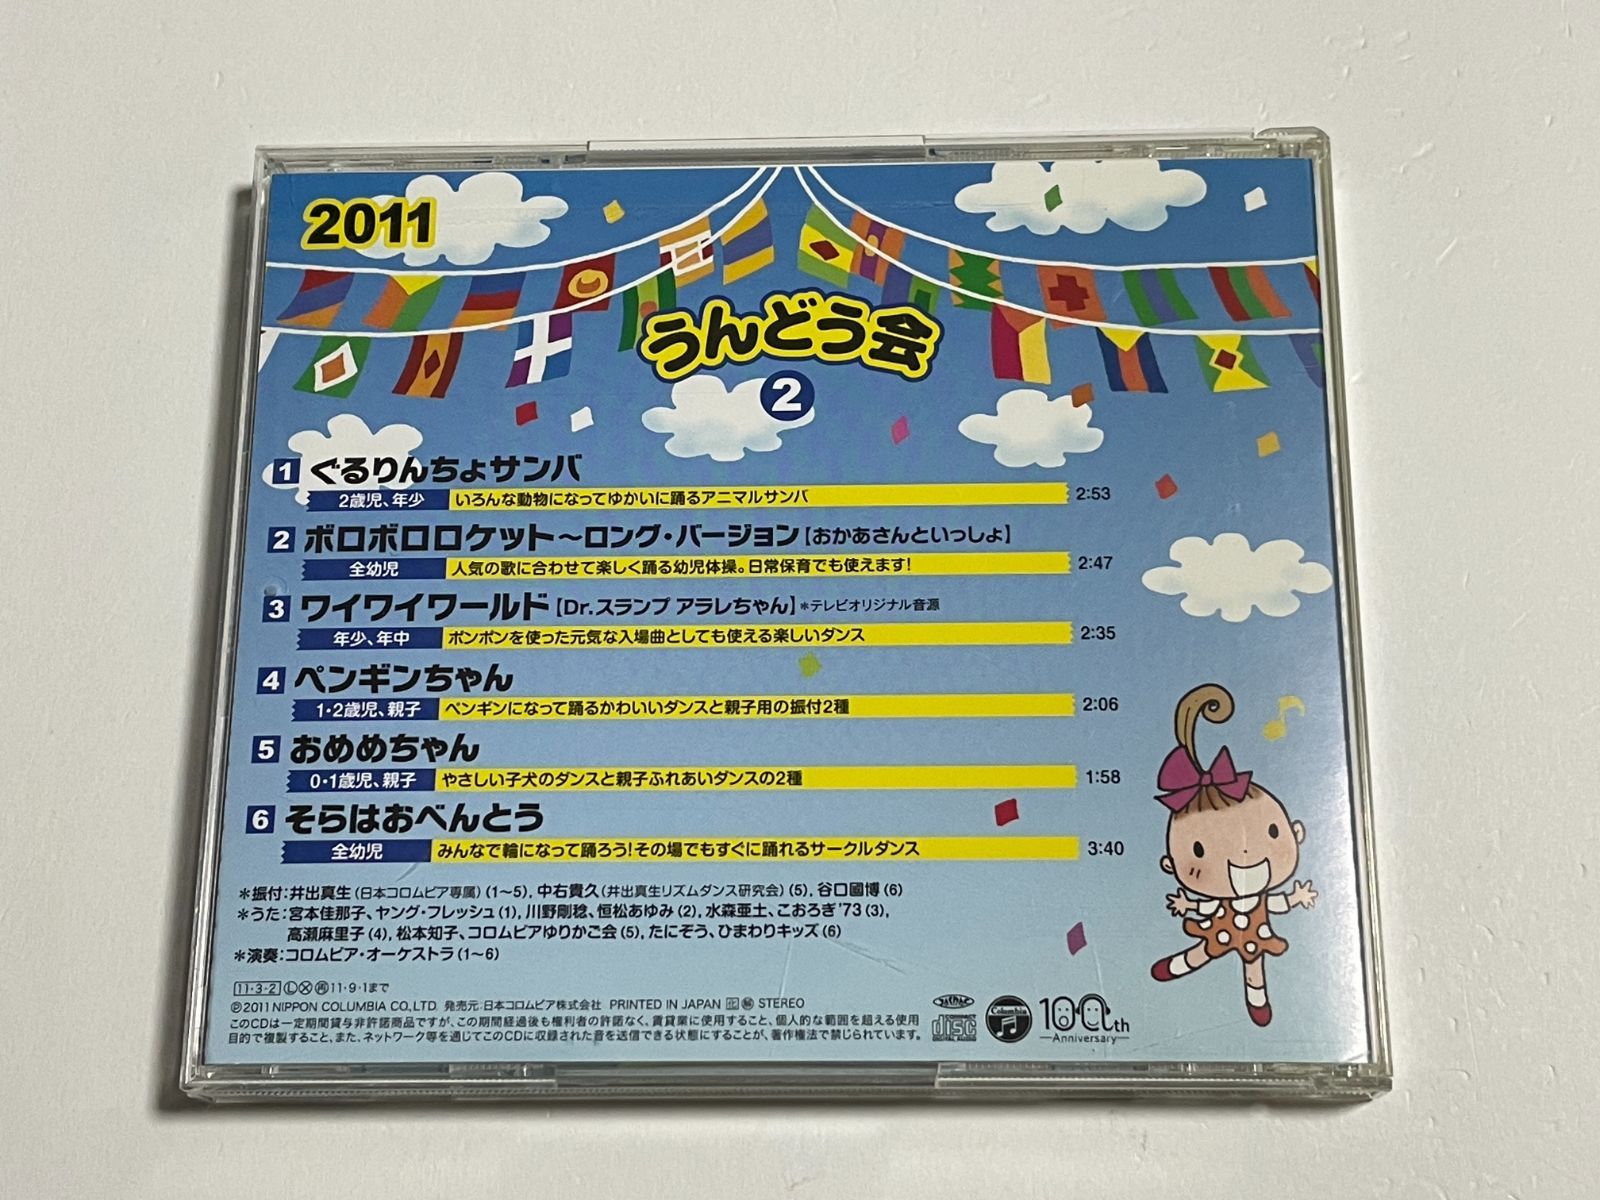 2011
うんどう会
2
1 ぐるりんちょサンバ
2歳児、年少 いろんな動物になってゆかいに踊るアニマルサンバ 2:53
2 ボロボロロケット～ロング・バージョン【おかあさんといっしょ】
全幼児 人気の歌に合わせて楽しく踊る幼児体操。日常保育でも使えます! 2:47
3 ワイワイワールド【Dr.スランプ アラレちゃん】*テレビオリジナル音源
年少、年中 ポンポンを使った元気な入場曲としても使える楽しいダンス 2:35
4 ペンギンちゃん
1・2歳児、親子 ペンギンになって踊るかわいいダンスと親子用の振付2種 2:06
5 おめめちゃん
0・1歳児、親子 やさしい子犬のダンスと親子ふれあいダンスの2種 1:58
6 そらはおべんとう
全幼児 みんなで輪になって踊ろう!その場でもすぐに踊れるサークルダンス 3:40
*振付:井出真生(日本コロムビア専属)(1～5), 中右貴久(井出真生リズムダンス研究会)(5), 谷口國博(6)
*うた:宮本佳那子、ヤング・フレッシュ(1), 川野剛稔、恒松あゆみ(2), 水森亜土、こおろぎ'73(3),
高瀬麻里子(4), 松本知子、コロムビアゆりかご会(5), たにぞう、ひまわりキッズ(6)
*演奏:コロムビア・オーケストラ(1～6)
11・3・2 Ⓛ Ⓧ 11・9・1まで
℗2011 NIPPON COLUMBIA CO.,LTD. 発売元:日本コロムビア株式会社 PRINTED IN JAPAN STEREO
このCDは一定期間貸与非許諾商品ですが、この期間経過後も権利者の許諾なく、賃貸業に使用すること、個人的な範囲を超える使用
目的で複製すること、また、ネットワーク等を通じてこのCDに収録された音を送信できる状態にすることが、著作権法で禁じられています。
COMPACT disc DIGITAL AUDIO
Columbia
100th
Anniversary